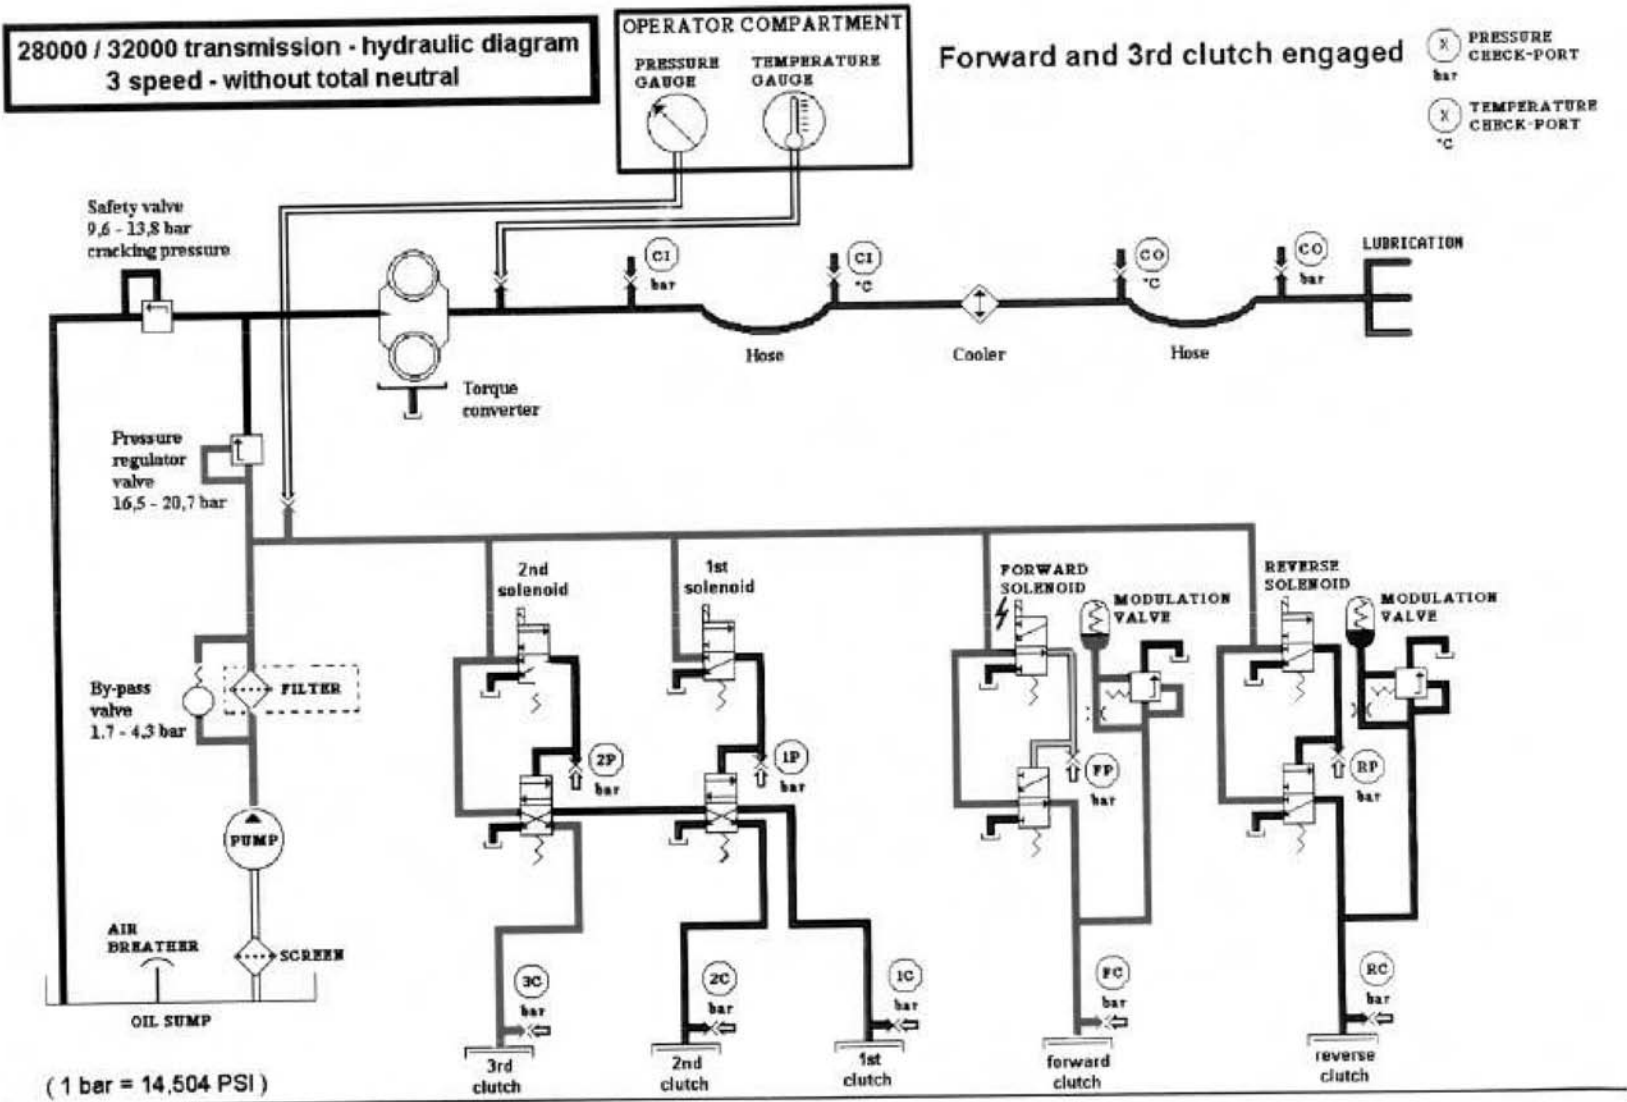 28000 / 32000 transmission - hydraulic diagram
3 speed - without total neutral
OPERATOR COMPARTMENT
PRESSURE
GAUGE
TEMPERATURE
GAUGE
Forward and 3rd clutch engaged
X
PRESSURE
CHECK-PORT
bar
X
TEMPERATURE
CHECK-PORT
°C
Safety valve
9,6 - 13,8 bar
cracking pressure
CI
bar
CI
°C
CO
°C
CO
bar
LUBRICATION
Hose
Cooler
Hose
Torque
converter
Pressure
regulator
valve
16,5 - 20,7 bar
2nd
solenoid
1st
solenoid
FORWARD
SOLENOID
MODULATION
VALVE
REVERSE
SOLENOID
MODULATION
VALVE
By-pass
valve
1.7 - 4.3 bar
FILTER
2P
bar
1P
bar
FP
bar
RP
bar
PUMP
AIR
BREATHER
SCREEN
OIL SUMP
3C
bar
2C
bar
1C
bar
FC
bar
RC
bar
3rd
clutch
2nd
clutch
1st
clutch
forward
clutch
reverse
clutch
( 1 bar = 14,504 PSI )